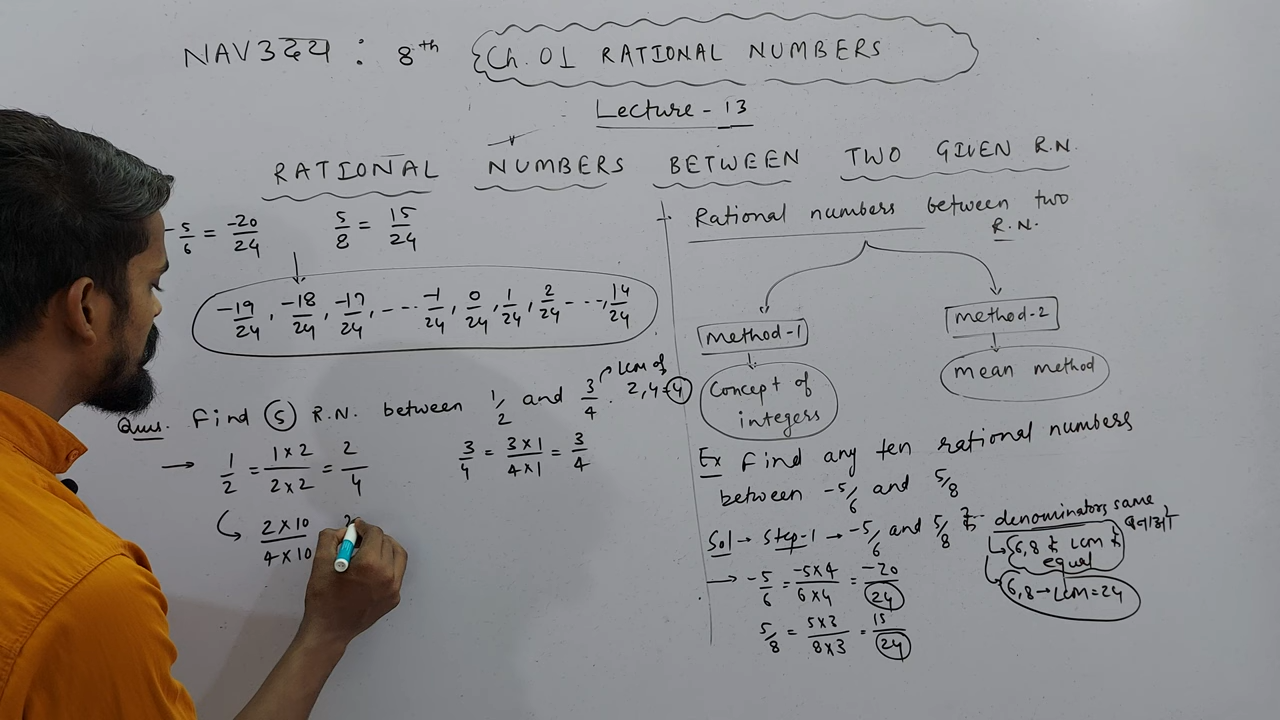 NAV3ચેતના : 8th Ch. 01 RATIONAL NUMBERS
Lecture - 13
RATIONAL NUMBERS BETWEEN TWO GIVEN R.N.
-5/6 = -20/24 5/8 = 15/24
-19/24, -18/24, -17/24, --- -1/24, 0/24, 1/24, 2/24 ---, 14/24
Ques. Find 5 R.N. between 1/2 and 3/4.
LCM of
2,4=4
→ 1/2 = 1×2/2×2 = 2/4 3/4 = 3×1/4×1 = 3/4
2×10/4×10
Rational numbers between two
R.N.
method-1
Concept of
integers
method-2
mean method
Ex Find any ten rational numbers
between -5/6 and 5/8
Sol → Step-1 → -5/6 and 5/8 denominators same
6,8 LCM
equal
6,8→LCM=24
→ -5/6 = -5×4/6×4 = -20/24
5/8 = 5×3/8×3 = 15/24